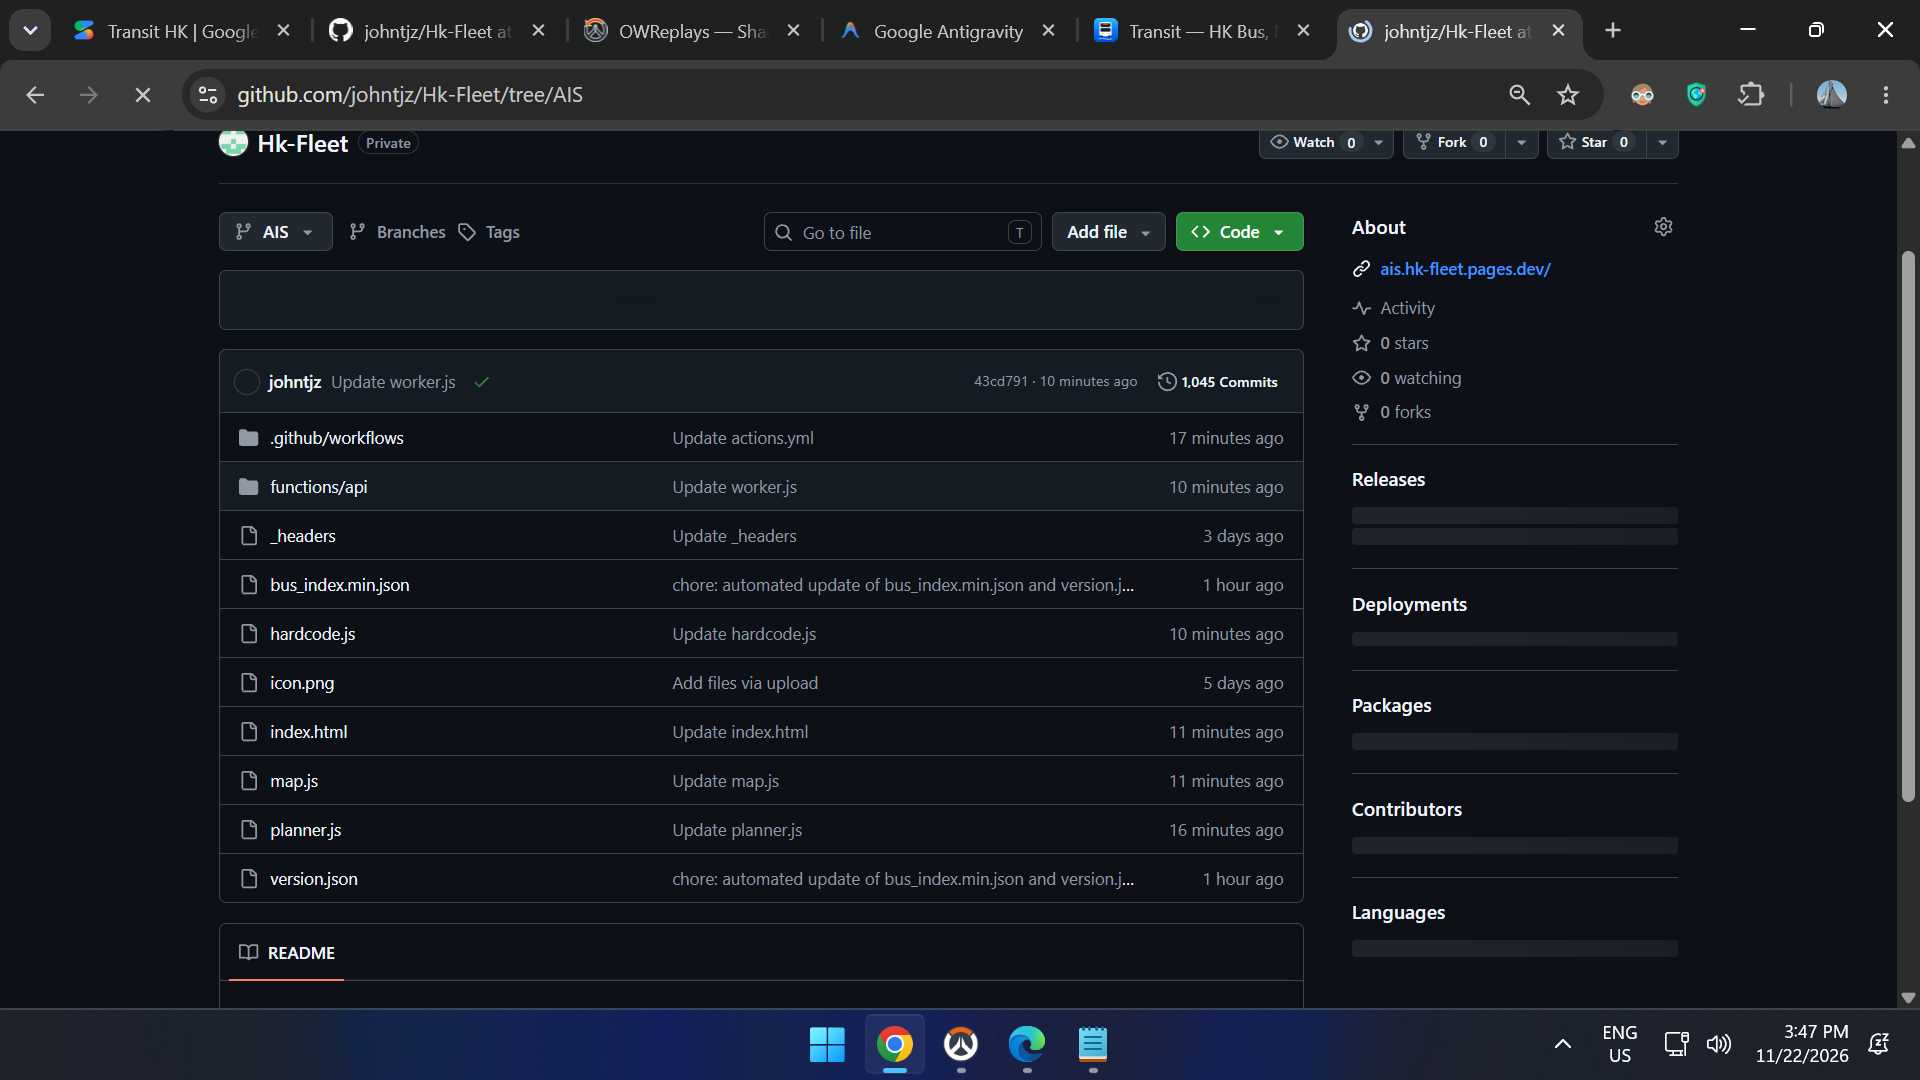 Transit HK | Google
johntjz/Hk-Fleet at
OWReplays — Sha
Google Antigravity
Transit — HK Bus,
johntjz/Hk-Fleet at
github.com/johntjz/Hk-Fleet/tree/AIS
Hk-Fleet Private
Watch 0
Fork 0
Star 0
AIS
Branches
Tags
Go to file T
Add file
Code
johntjz Update worker.js 43cd791 · 10 minutes ago 1,045 Commits
.github/workflows Update actions.yml 17 minutes ago
functions/api Update worker.js 10 minutes ago
_headers Update _headers 3 days ago
bus_index.min.json chore: automated update of bus_index.min.json and version.j... 1 hour ago
hardcode.js Update hardcode.js 10 minutes ago
icon.png Add files via upload 5 days ago
index.html Update index.html 11 minutes ago
map.js Update map.js 11 minutes ago
planner.js Update planner.js 16 minutes ago
version.json chore: automated update of bus_index.min.json and version.j... 1 hour ago
README
About
ais.hk-fleet.pages.dev/
Activity
0 stars
0 watching
0 forks
Releases
Deployments
Packages
Contributors
Languages
ENG
US
3:47 PM
11/22/2026